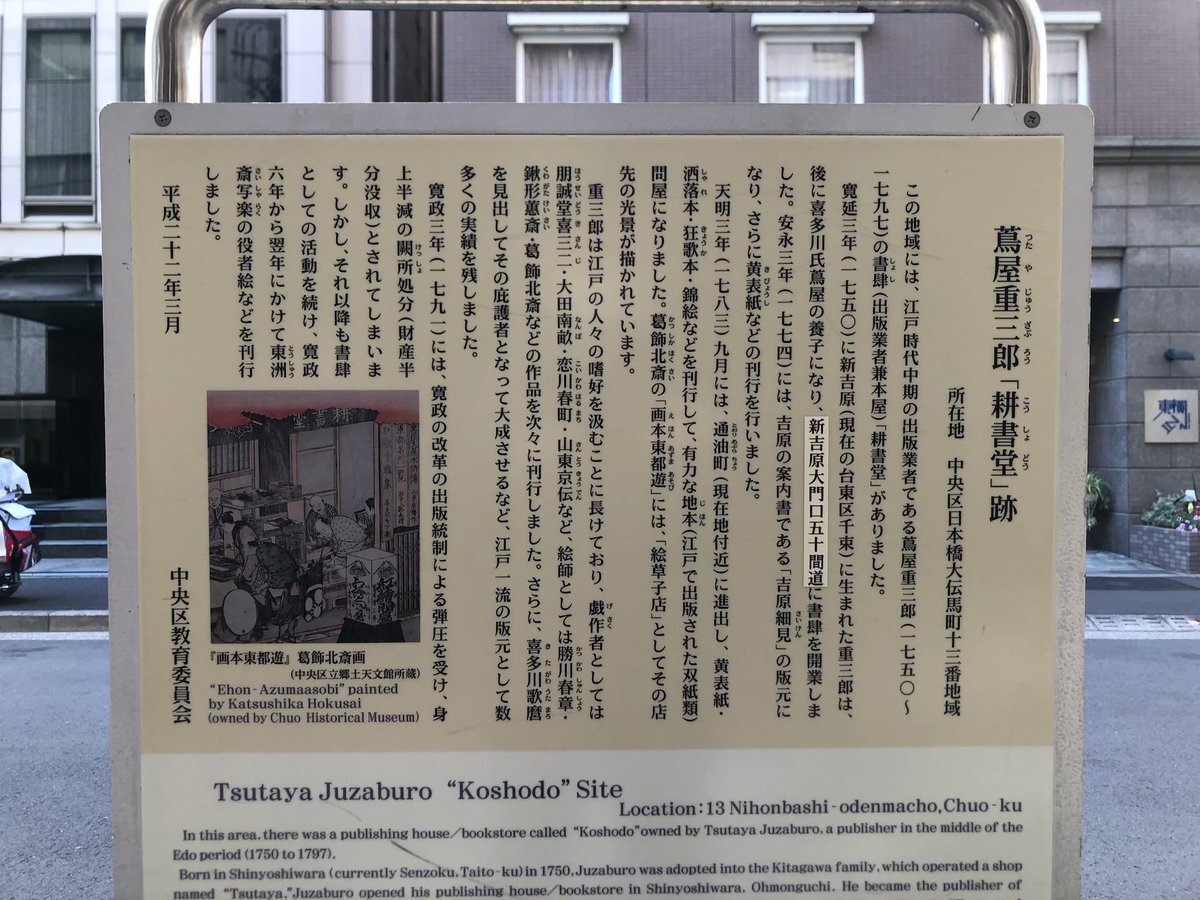 蔦屋重三郎「耕書堂」跡
所在地　中央区日本橋大伝馬町十三番地域
この地域には、江戸時代中期の出版業者である蔦屋重三郎(一七五〇～
一七九七)の書肆(出版業者兼本屋)「耕書堂」がありました。
寛延三年(一七五〇)に新吉原(現在の台東区千束)に生まれた重三郎は、
後に喜多川氏蔦屋の養子になり、新吉原大門口五十間道に書肆を開業しま
した。安永三年(一七七四)には、吉原の案内書である「吉原細見」の版元に
なり、さらに黄表紙などの刊行を行いました。
天明三年(一七八三)九月には、通油町(現在地付近)に進出し、黄表紙・
洒落本・狂歌本・錦絵などを刊行して、有力な地本(江戸で出版された双紙類)
問屋になりました。葛飾北斎の「画本東都遊」には、「絵草子店」としてその店
先の光景が描かれています。
重三郎は江戸の人々の嗜好を汲むことに長けており、戯作者としては
朋誠堂喜三二・大田南畝・恋川春町・山東京伝など、絵師としては勝川春章・
鍬形蕙斎・葛飾北斎などの作品を次々に刊行しました。さらに、喜多川歌麿
を見出してその庇護者となって大成させるなど、江戸一流の版元として数
多くの実績を残しました。
寛政三年(一七九一)には、寛政の改革の出版統制による弾圧を受け、身
上半減の闕所処分(財産半
分没収)とされてしまいま
す。しかし、それ以降も書肆
としての活動を続け、寛政
六年から翌年にかけて東洲
斎写楽の役者絵などを刊行
しました。
平成二十二年三月
中央区教育委員会
『画本東都遊』葛飾北斎画
(中央区立郷土天文館所蔵)
“Ehon-Azumaasobi” painted
by Katsushika Hokusai
(owned by Chuo Historical Museum)
Tsutaya Juzaburo “Koshodo” Site
Location:13 Nihonbashi-odenmacho,Chuo-ku
In this area, there was a publishing house/bookstore called “Koshodo” owned by Tsutaya Juzaburo, a publisher in the middle of the
Edo period (1750 to 1797).
Born in Shinyoshiwara (currently Senzoku, Taito-ku) in 1750, Juzaburo was adopted into the Kitagawa family, which operated a shop
named “Tsutaya.” Juzaburo opened his publishing house/bookstore in Shinyoshiwara, Ohmonguchi. He became the publisher of